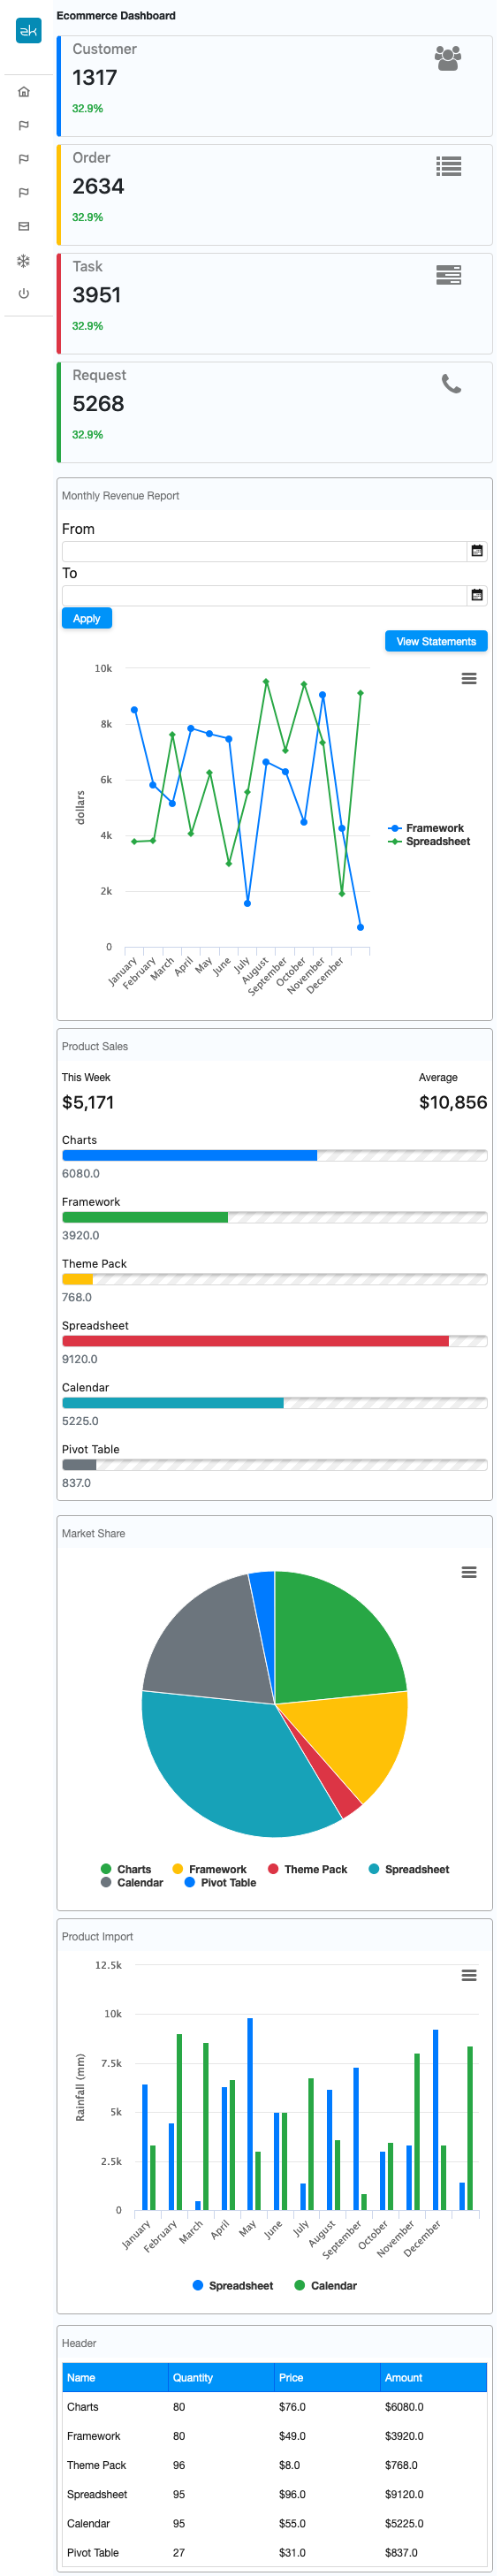 zk
Ecommerce Dashboard
Customer
1317
32.9%
Order
2634
32.9%
Task
3951
32.9%
Request
5268
32.9%
Monthly Revenue Report
From
To
Apply
View Statements
10k
8k
6k
4k
2k
0
dollars
January
February
March
April
May
June
July
August
September
October
November
December
Framework
Spreadsheet
Product Sales
This Week Average
$5,171 $10,856
Charts
6080.0
Framework
3920.0
Theme Pack
768.0
Spreadsheet
9120.0
Calendar
5225.0
Pivot Table
837.0
Market Share
Charts Framework Theme Pack Spreadsheet
Calendar Pivot Table
Product Import
12.5k
10k
7.5k
5k
2.5k
0
Rainfall (mm)
January
February
March
April
May
June
July
August
September
October
November
December
Spreadsheet Calendar
Header
Name Quantity Price Amount
Charts 80 $76.0 $6080.0
Framework 80 $49.0 $3920.0
Theme Pack 96 $8.0 $768.0
Spreadsheet 95 $96.0 $9120.0
Calendar 95 $55.0 $5225.0
Pivot Table 27 $31.0 $837.0